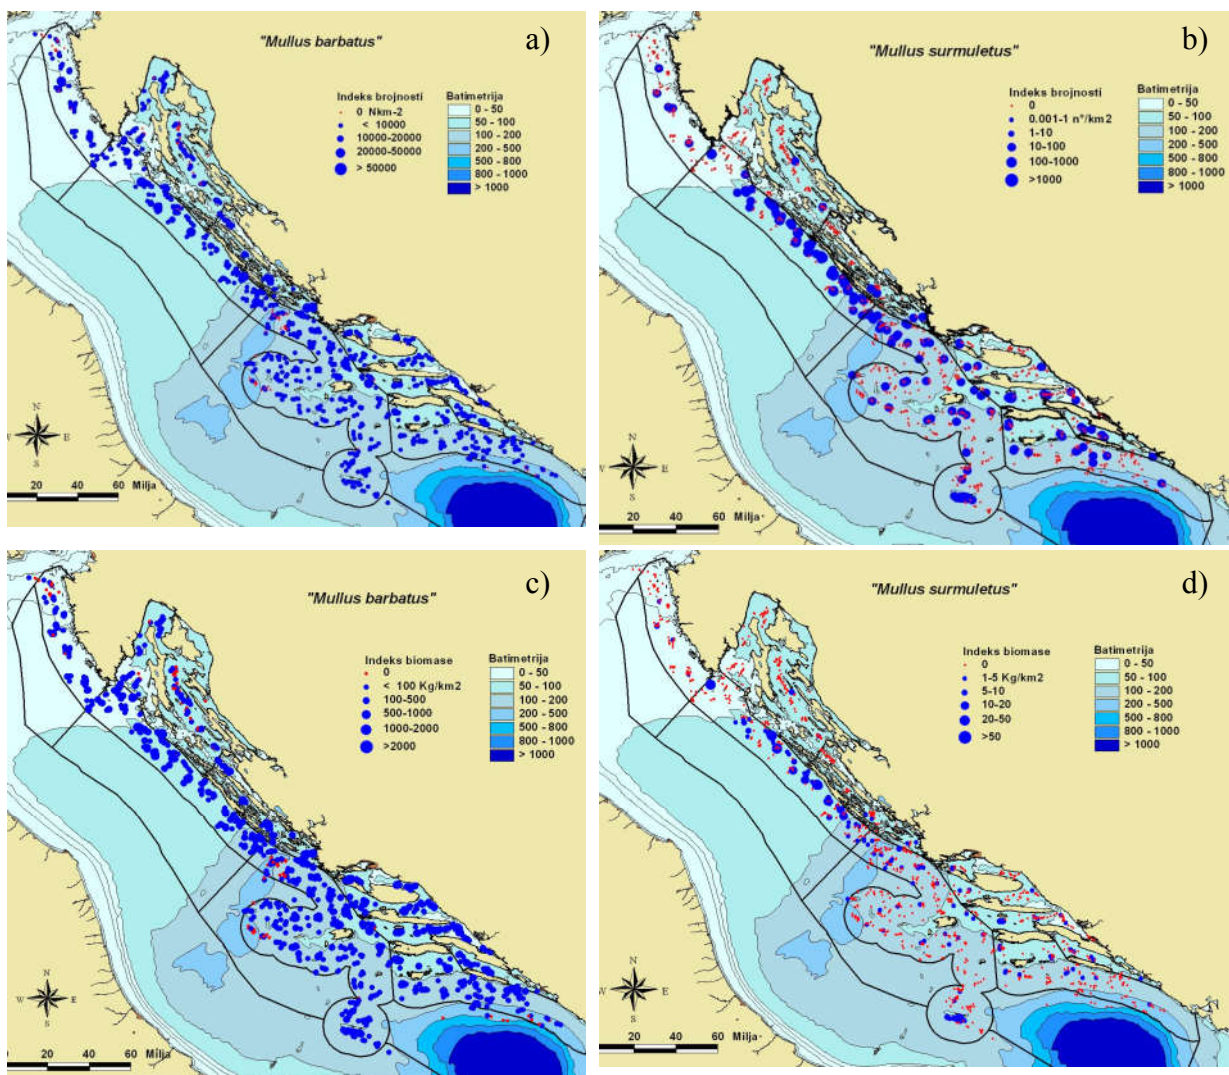 a)
"Mullus barbatus"
Indeks brojnosti
0 Nkm-2
< 10000
10000-20000
20000-50000
> 50000
Batimetrija
0 - 50
50 - 100
100 - 200
200 - 500
500 - 800
800 - 1000
> 1000
N
E
S
20 40 60 Milja
b)
"Mullus surmuletus"
Indeks brojnosti
0
0.001-1 n°/km2
1-10
10-100
100-1000
>1000
Batimetrija
0 - 50
50 - 100
100 - 200
200 - 500
500 - 800
800 - 1000
> 1000
N
W E
S
20 40 60 Milja
c)
"Mullus barbatus"
Indeks biomase
0
< 100 Kg/km2
100-500
500-1000
1000-2000
>2000
Batimetrija
0 - 50
50 - 100
100 - 200
200 - 500
500 - 800
800 - 1000
> 1000
N
W E
S
20 40 60 Milja
d)
"Mullus surmuletus"
Indeks biomase
0
1-5 Kg/km2
5-10
10-20
20-50
>50
Batimetrija
0 - 50
50 - 100
100 - 200
200 - 500
500 - 800
800 - 1000
> 1000
N
W E
S
20 40 60 Milja